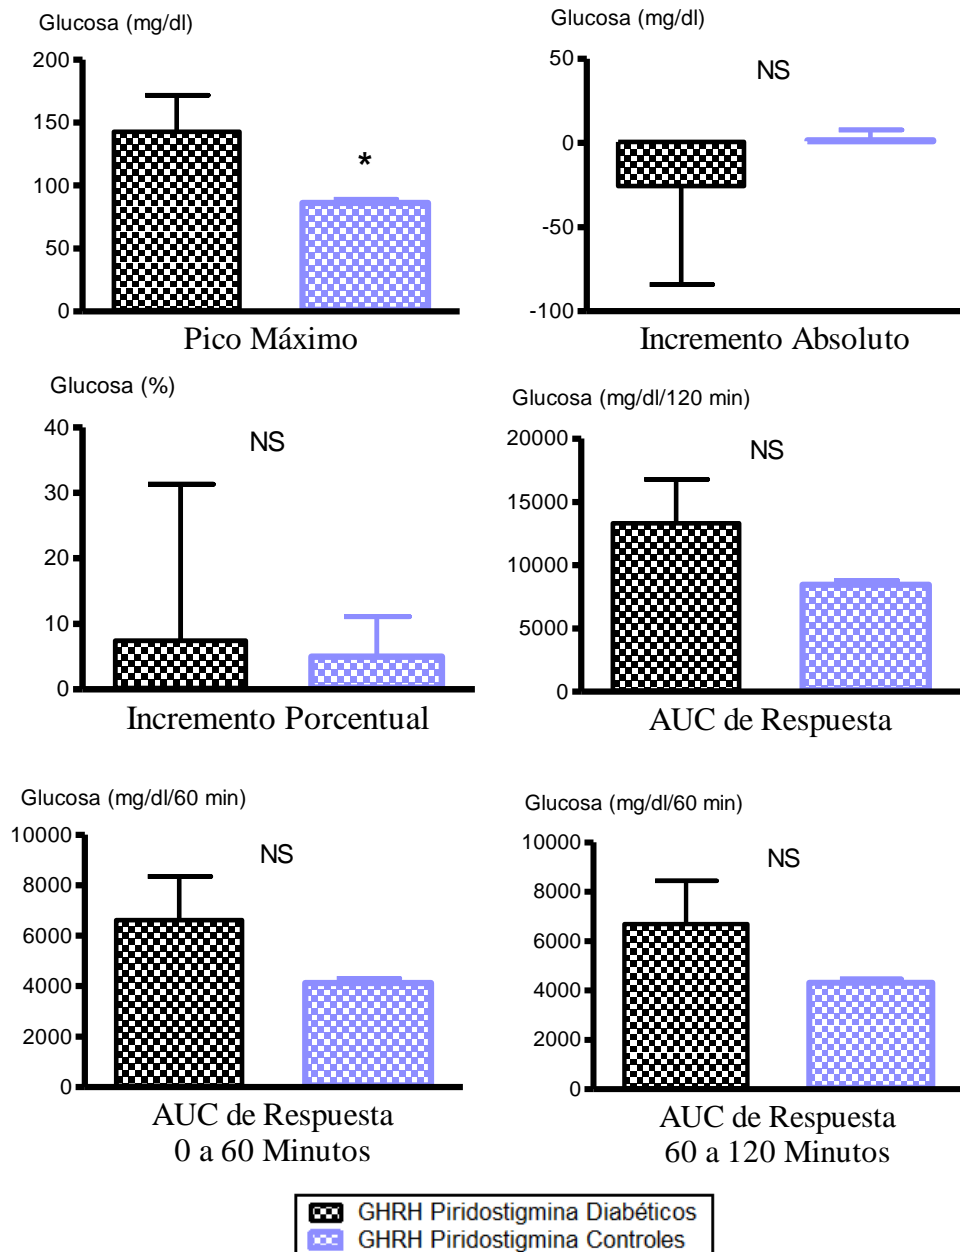 Glucosa (mg/dl)
200
150
100
50
0
*
Pico Máximo
Glucosa (mg/dl)
50
0
-50
-100
NS
Incremento Absoluto
Glucosa (%)
40
30
20
10
0
NS
Incremento Porcentual
Glucosa (mg/dl/120 min)
20000
15000
10000
5000
0
NS
AUC de Respuesta
Glucosa (mg/dl/60 min)
10000
8000
6000
4000
2000
0
NS
AUC de Respuesta
0 a 60 Minutos
Glucosa (mg/dl/60 min)
10000
8000
6000
4000
2000
0
NS
AUC de Respuesta
60 a 120 Minutos
GHRH Piridostigmina Diabéticos
GHRH Piridostigmina Controles